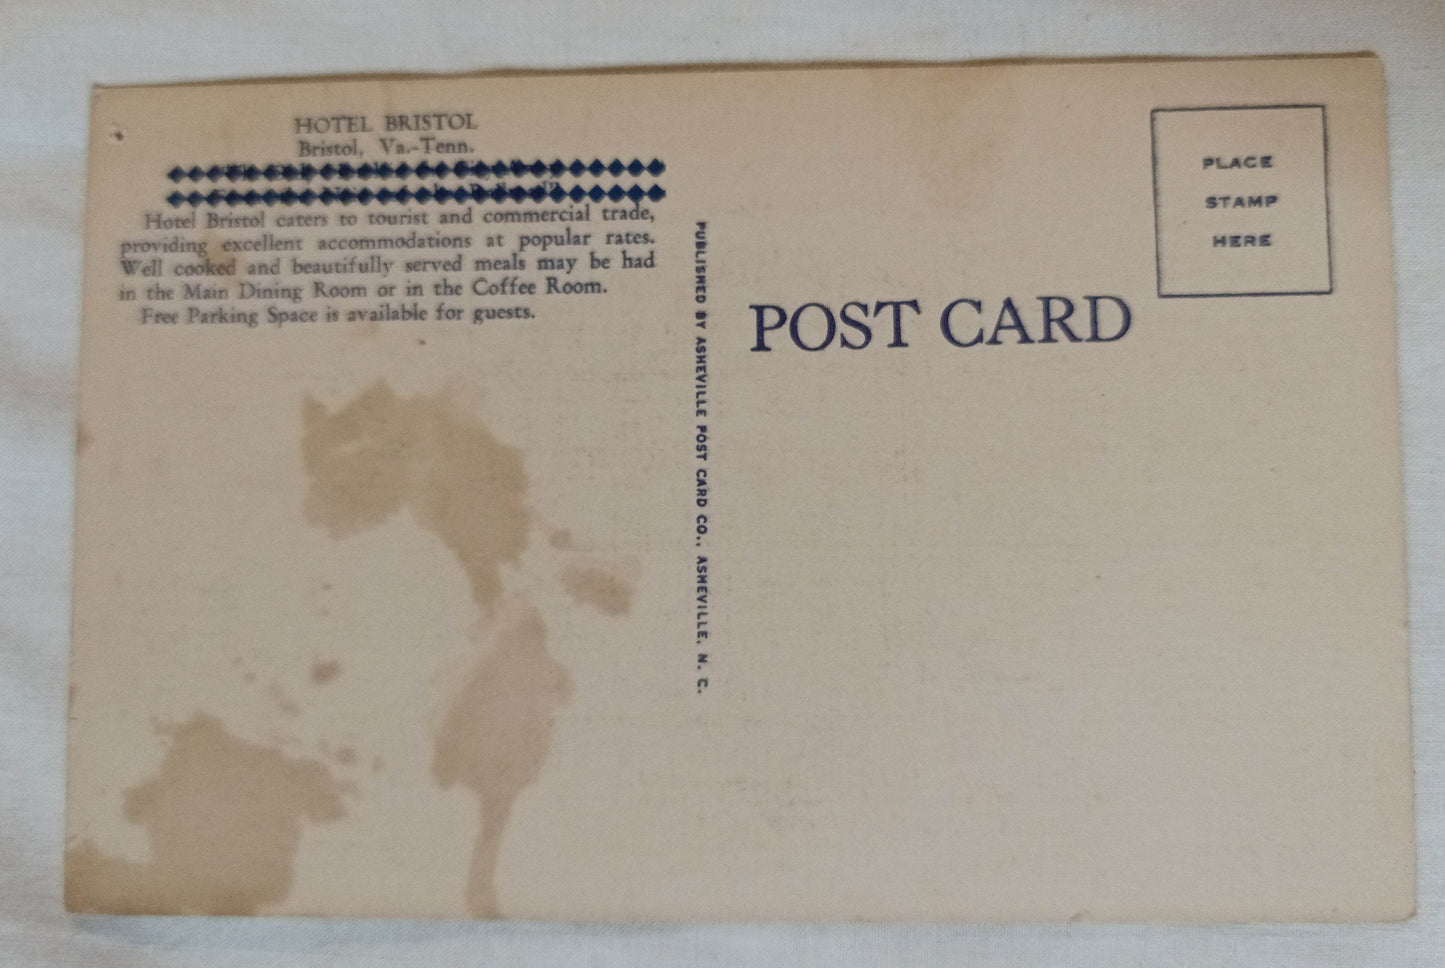 HOTEL BRISTOL
Bristol, Va.-Tenn.
Hotel Bristol caters to tourist and commercial trade,
providing excellent accommodations at popular rates.
Well cooked and beautifully served meals may be had
in the Main Dining Room or in the Coffee Room.
Free Parking Space is available for guests.
PUBLISHED BY ASHEVILLE POST CARD CO., ASHEVILLE, N. C.
POST CARD
PLACE
STAMP
HERE